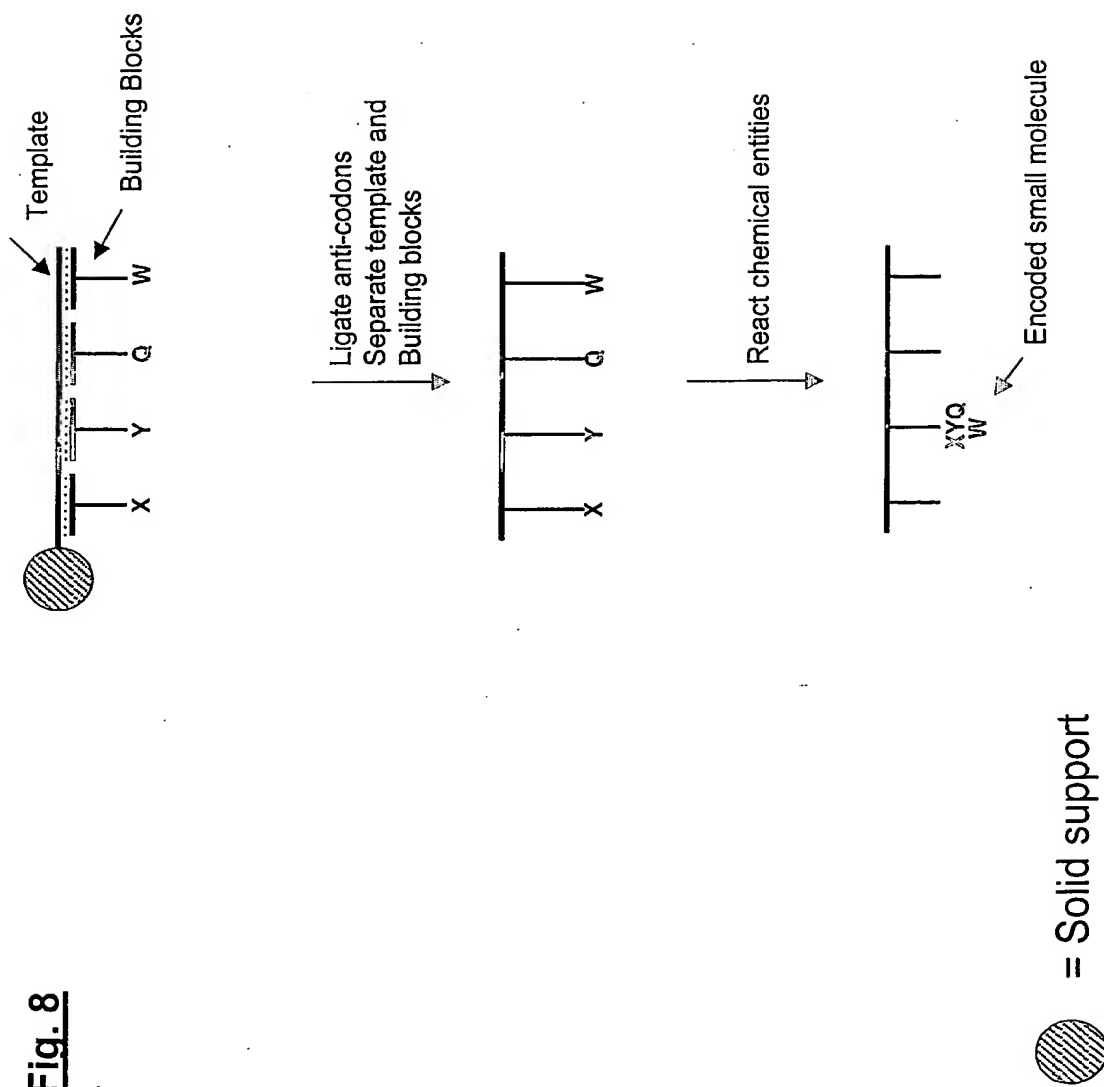 Fig. 8
Template
Building Blocks
X Y Q W
Ligate anti-codons
Separate template and
Building blocks
X Y Q W
React chemical entities
XYQ
W
Encoded small molecule
= Solid support